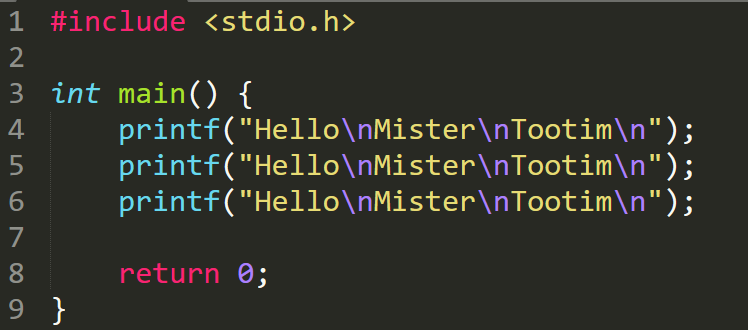 1 #include <stdio.h>
2
3 int main() {
4     printf("Hello\nMister\nTootim\n");
5     printf("Hello\nMister\nTootim\n");
6     printf("Hello\nMister\nTootim\n");
7
8     return 0;
9 }